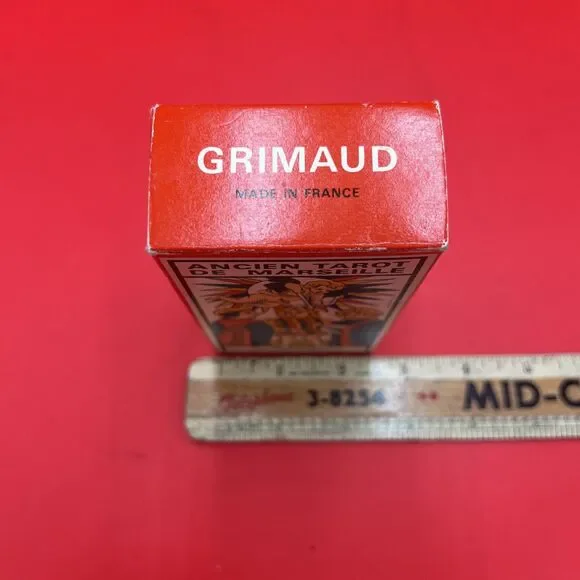 GRIMAUD
MADE IN FRANCE
ANCIEN TAROT
DE MARSEILLE
3-8254 MID-C